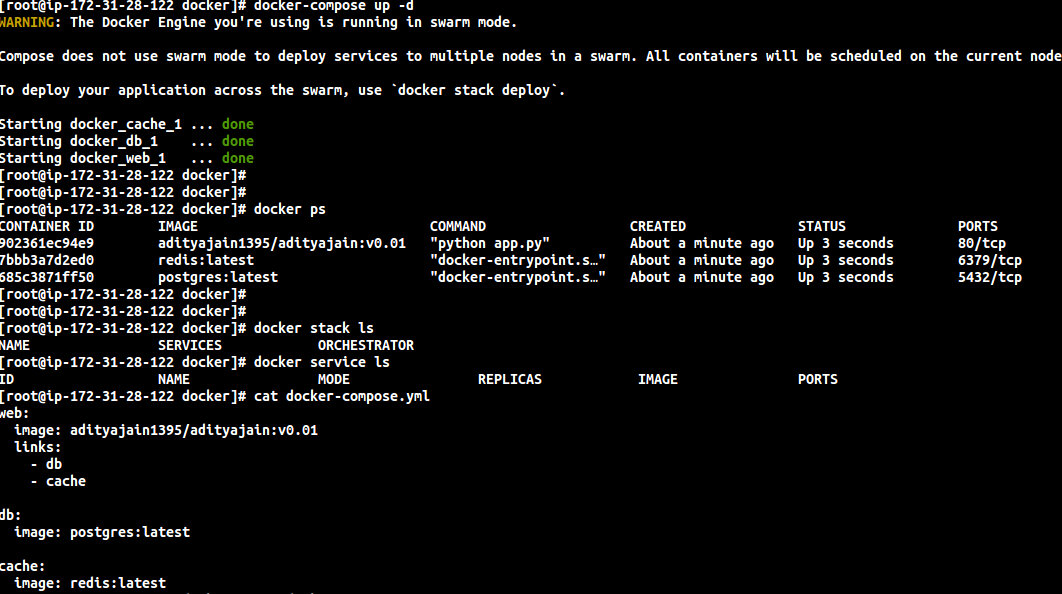 [root@ip-172-31-28-122 docker]# docker-compose up -d
WARNING: The Docker Engine you're using is running in swarm mode.
Compose does not use swarm mode to deploy services to multiple nodes in a swarm. All containers will be scheduled on the current node
To deploy your application across the swarm, use `docker stack deploy`.
Starting docker_cache_1 ... done
Starting docker_db_1    ... done
Starting docker_web_1   ... done
[root@ip-172-31-28-122 docker]#
[root@ip-172-31-28-122 docker]#
[root@ip-172-31-28-122 docker]# docker ps
CONTAINER ID        IMAGE                            COMMAND                  CREATED              STATUS              PORTS
902361ec94e9        adityajain1395/adityajain:v0.01   "python app.py"          About a minute ago   Up 3 seconds        80/tcp
7bbb3a7d2ed0        redis:latest                      "docker-entrypoint.s…"   About a minute ago   Up 3 seconds        6379/tcp
685c3871ff50        postgres:latest                   "docker-entrypoint.s…"   About a minute ago   Up 3 seconds        5432/tcp
[root@ip-172-31-28-122 docker]#
[root@ip-172-31-28-122 docker]#
[root@ip-172-31-28-122 docker]# docker stack ls
NAME                SERVICES            ORCHESTRATOR
[root@ip-172-31-28-122 docker]# docker service ls
ID                  NAME                MODE                REPLICAS            IMAGE               PORTS
[root@ip-172-31-28-122 docker]# cat docker-compose.yml
web:
  image: adityajain1395/adityajain:v0.01
  links:
    - db
    - cache
db:
  image: postgres:latest
cache:
  image: redis:latest